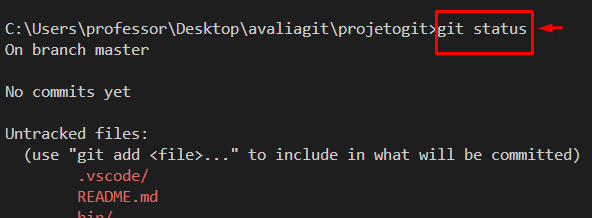 C:\Users\professor\Desktop\avaliagit\projetogit>git status
On branch master
No commits yet
Untracked files:
(use "git add <file>..." to include in what will be committed)
.vscode/
README.md
bin/